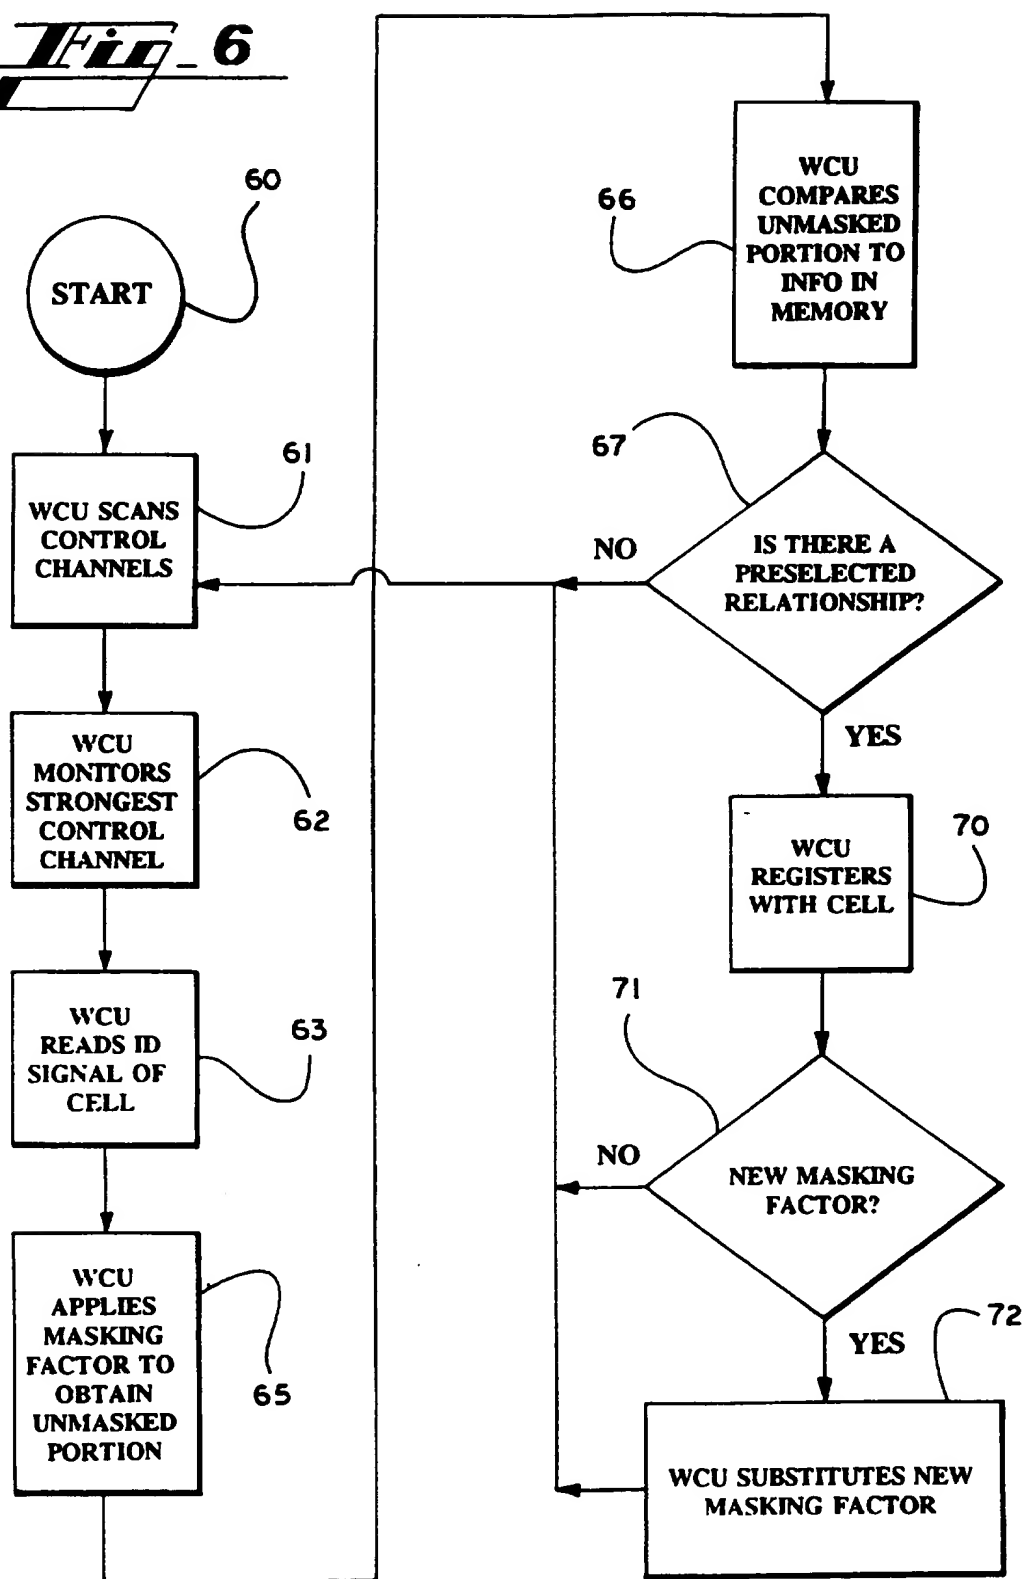 Fig_6
60
START
61
WCU SCANS
CONTROL
CHANNELS
WCU
MONITORS
STRONGEST
CONTROL
CHANNEL
62
WCU
READS ID
SIGNAL OF
CELL
63
WCU
APPLIES
MASKING
FACTOR TO
OBTAIN
UNMASKED
PORTION
65
WCU
COMPARES
UNMASKED
PORTION TO
INFO IN
MEMORY
66
67
IS THERE A
PRESELECTED
RELATIONSHIP?
NO
YES
WCU
REGISTERS
WITH CELL
70
71
NEW MASKING
FACTOR?
NO
YES
72
WCU SUBSTITUTES NEW
MASKING FACTOR